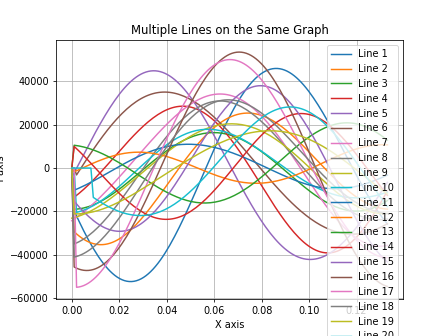 Multiple Lines on the Same Graph
40000
20000
0
-20000
-40000
-60000
0.00
0.02
0.04
0.06
0.08
0.10
X axis
axis
Line 1
Line 2
Line 3
Line 4
Line 5
Line 6
Line 7
Line 8
Line 9
Line 10
Line 11
Line 12
Line 13
Line 14
Line 15
Line 16
Line 17
Line 18
Line 19
Line 20